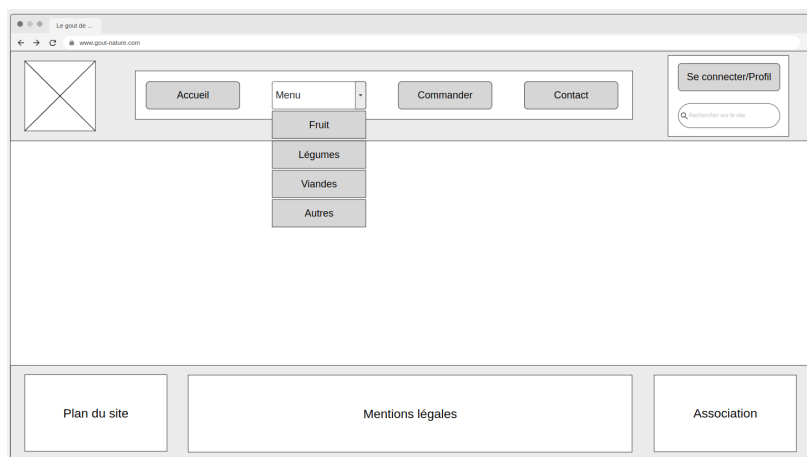 Le gout de ...
www.gout-nature.com
Se connecter/Profil
Accueil
Menu
Commander
Contact
Recherchez sur le site
Fruit
Légumes
Viandes
Autres
Plan du site
Mentions légales
Association